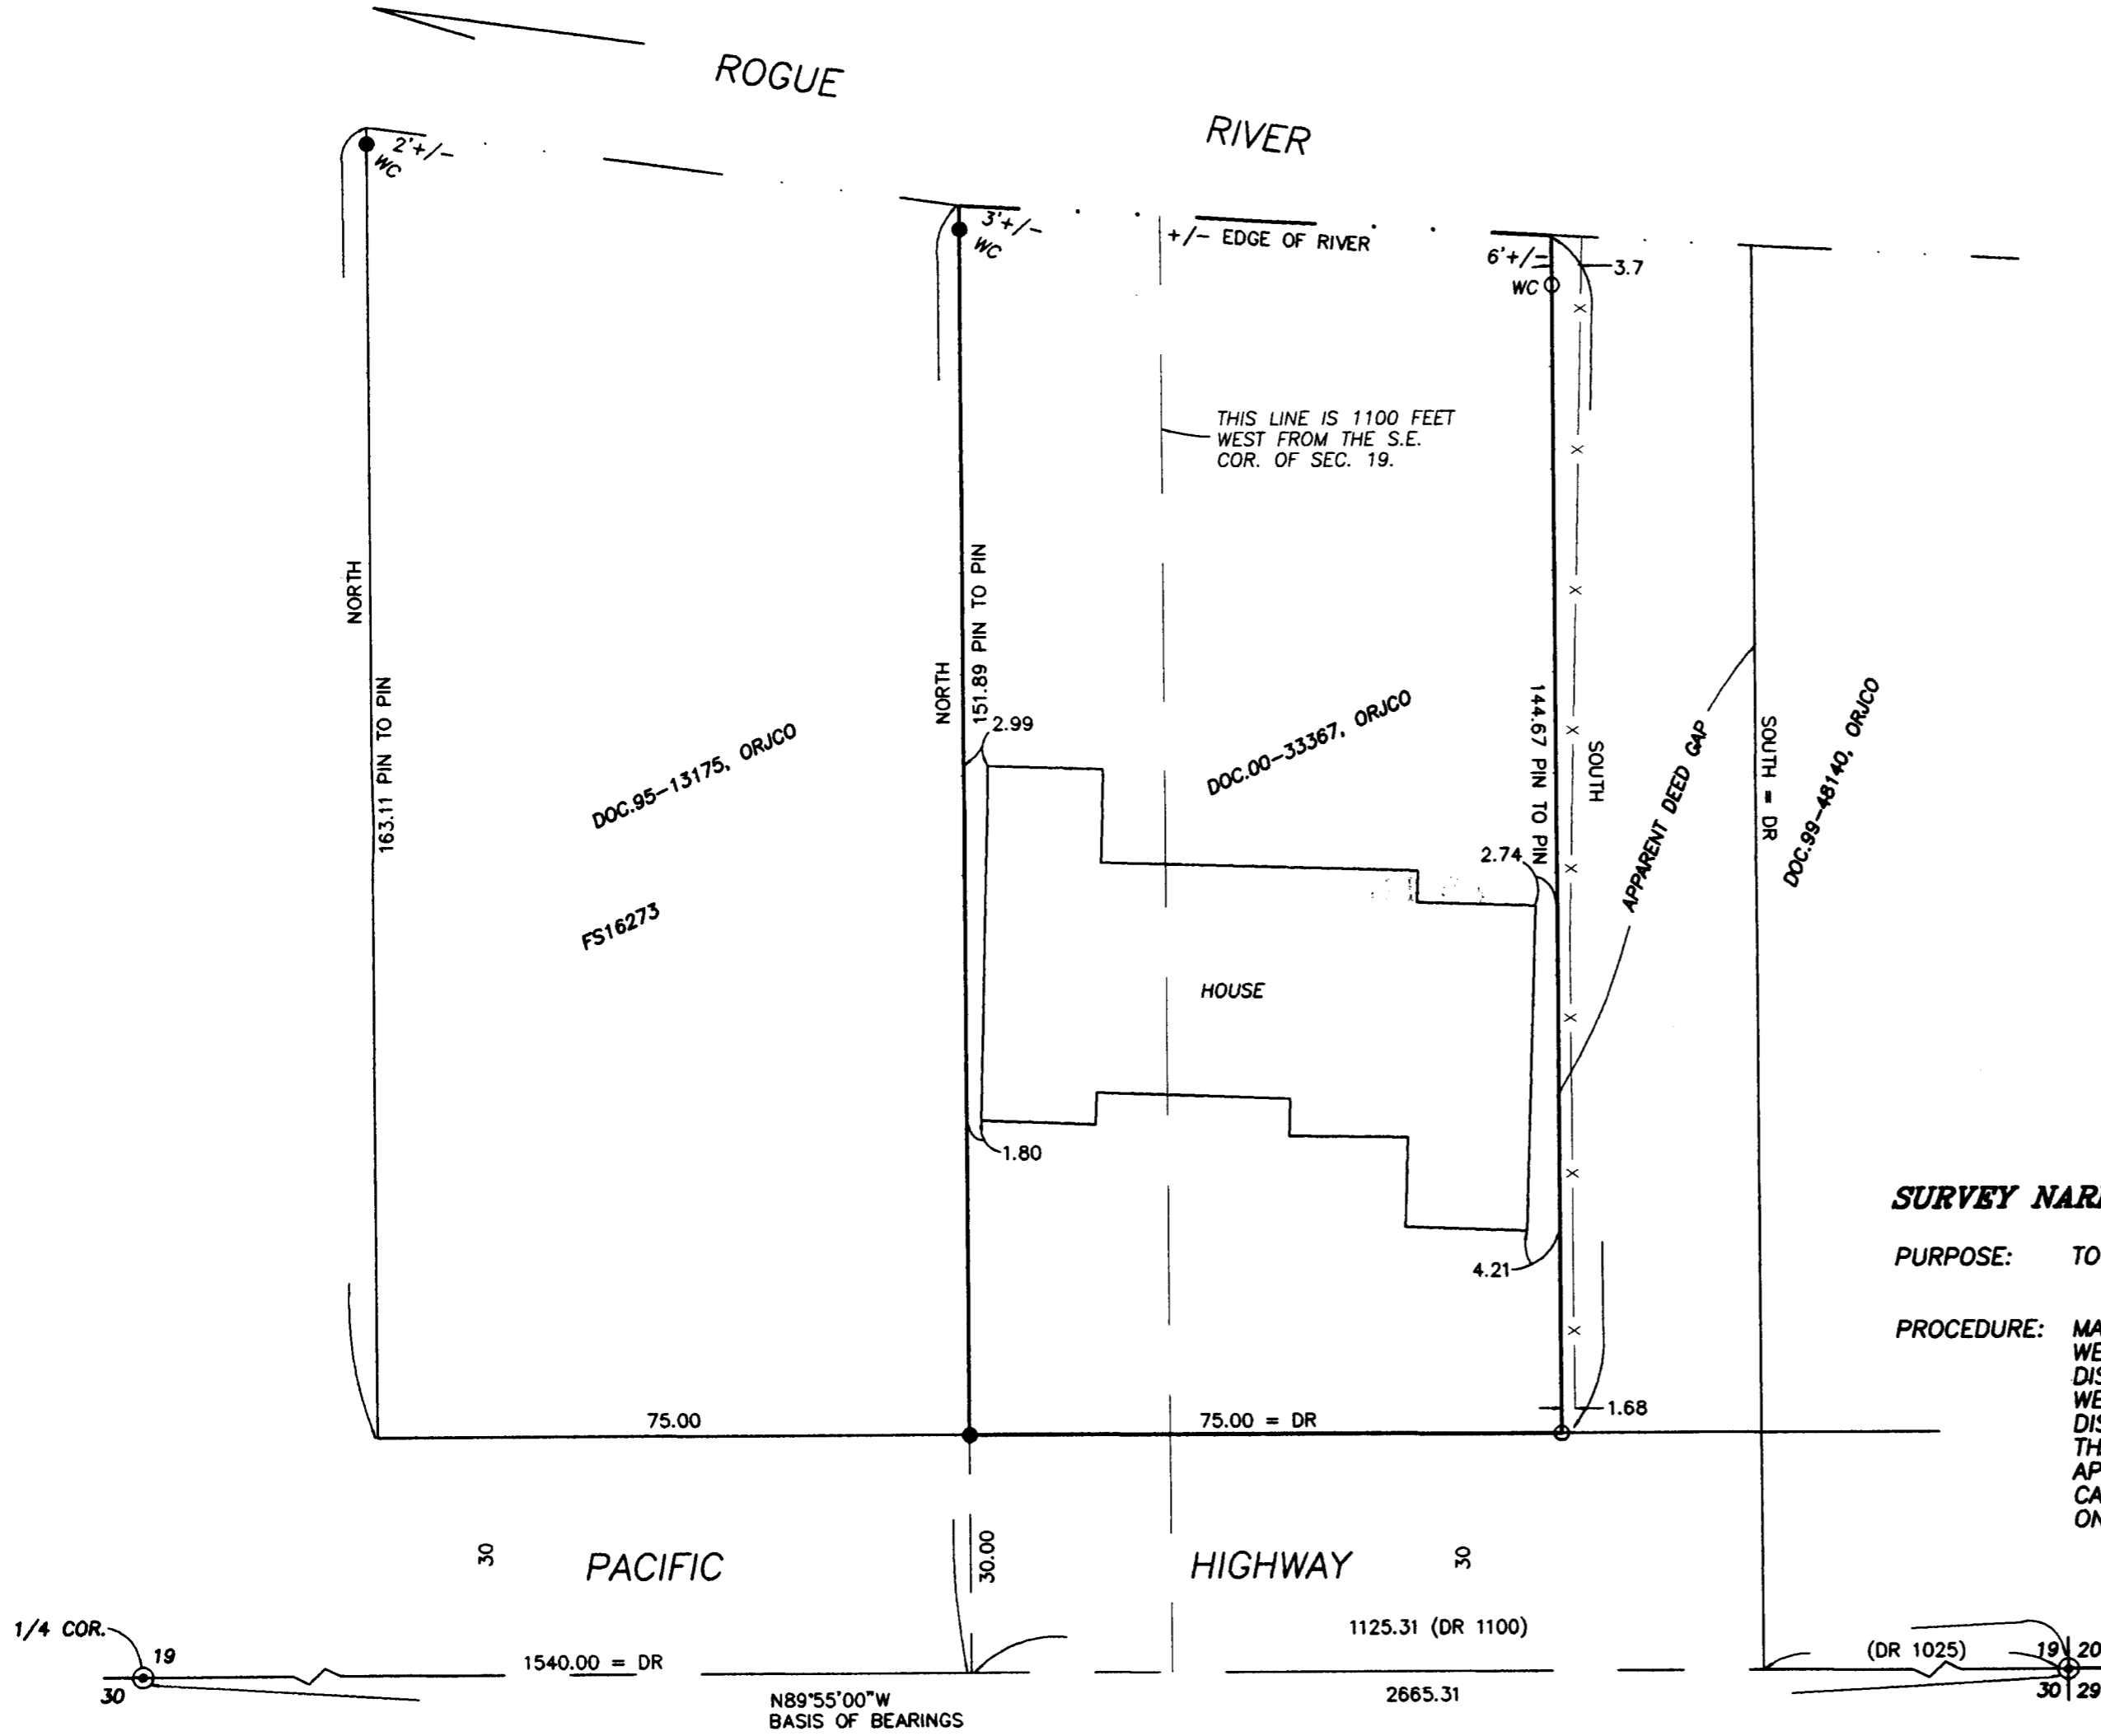 ROGUE
RIVER
2'+/-
WC
3'+/-
WC
+/- EDGE OF RIVER
6'+/-
WC
3.7
THIS LINE IS 1100 FEET
WEST FROM THE S.E.
COR. OF SEC. 19.
NORTH
163.11 PIN TO PIN
DOC.95-13175, ORJCO
FS16273
NORTH
151.89 PIN TO PIN
2.99
DOC.00-33367, ORJCO
144.67 PIN TO PIN
SOUTH
2.74
APPARENT DEED GAP
SOUTH = DR
DOC.99-48140, ORJCO
HOUSE
1.80
4.21
SURVEY NAR
PURPOSE: TO
PROCEDURE: MA
WE
DIS
WE
DIS
TH
AP
CA
ON
75.00
75.00 = DR
1.68
30
PACIFIC
30.00
HIGHWAY
30
1/4 COR.
19
30
1540.00 = DR
1125.31 (DR 1100)
(DR 1025)
19 20
30 29
N89°55'00"W
BASIS OF BEARINGS
2665.31